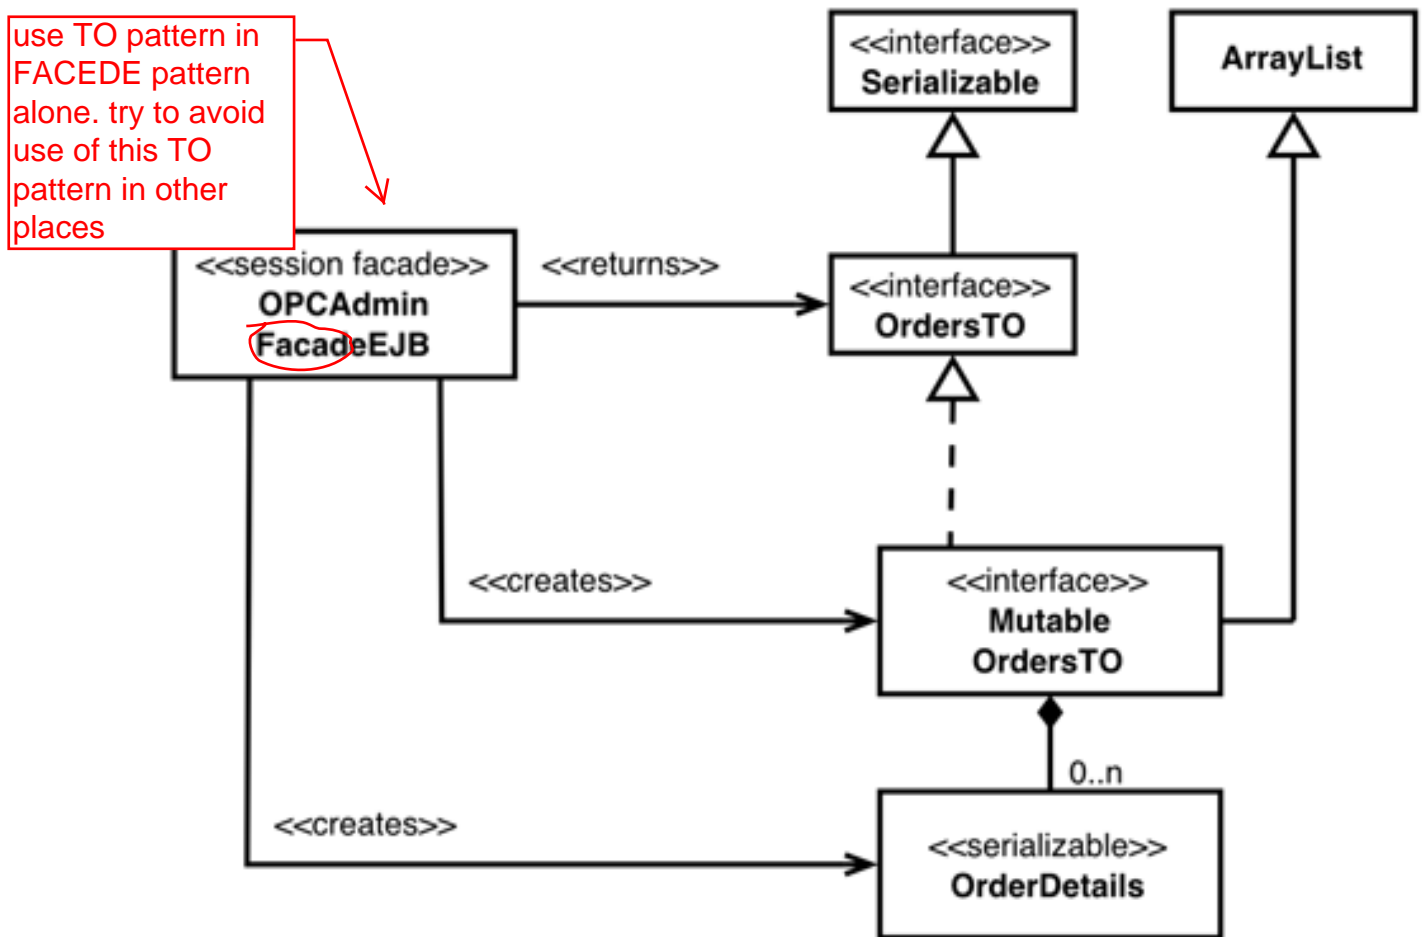 use TO pattern in
FACEDE pattern
alone. try to avoid
use of this TO
pattern in other
places
<<interface>>
Serializable
ArrayList
<<session facade>>
OPCAdmin
FacadeEJB
<<returns>>
<<interface>>
OrdersTO
<<creates>>
<<interface>>
Mutable
OrdersTO
0..n
<<creates>>
<<serializable>>
OrderDetails